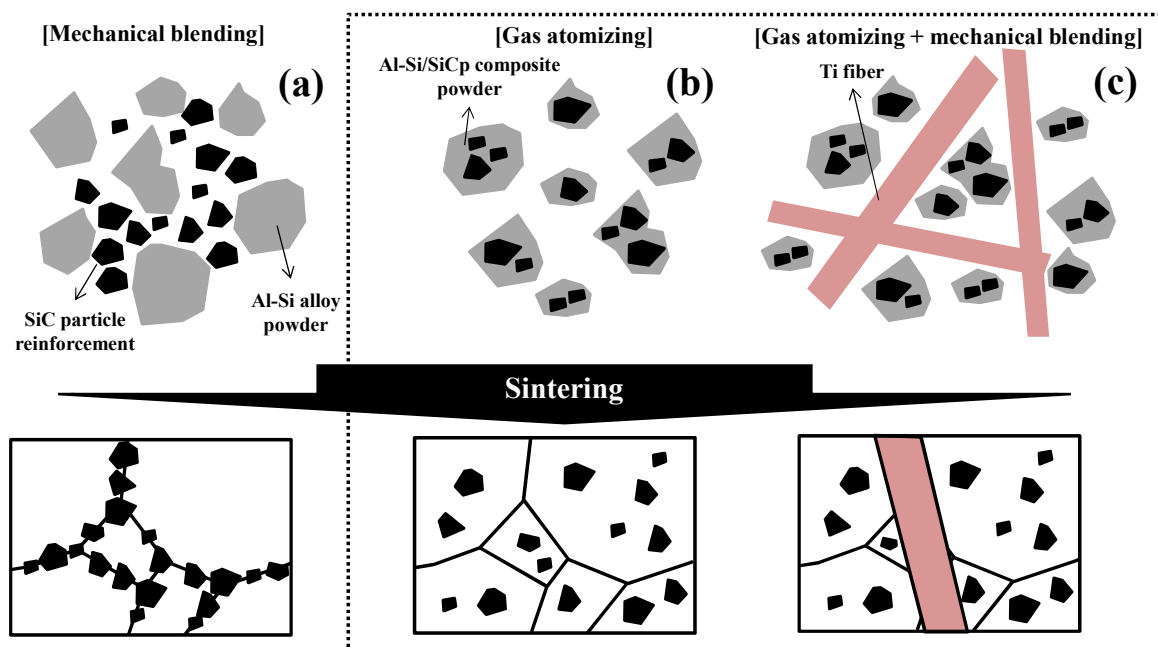 [Mechanical blending]
(a)
SiC particle
reinforcement
Al-Si alloy
powder
[Gas atomizing]
Al-Si/SiCp composite
powder
(b)
[Gas atomizing + mechanical blending]
Ti fiber
(c)
Sintering